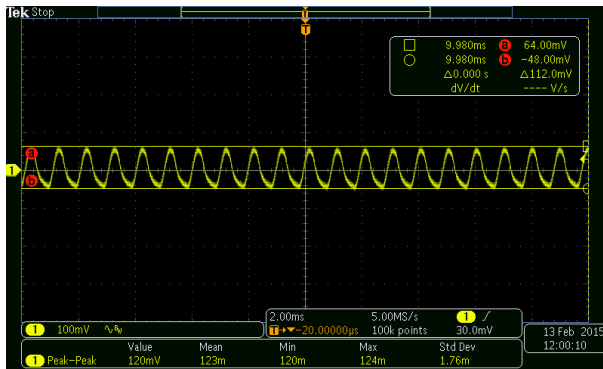 Tek Stop
T
T
9.980ms a 64.00mV
9.980ms b −48.00mV
Δ0.000 s Δ112.0mV
dV/dt ---- V/s
a
1
b
1 100mV
2.00ms 5.00MS/s 1
T→▼−20.00000µs 100k points 30.0mV
13 Feb 2015
12:00:10
Value Mean Min Max Std Dev
1 Peak−Peak 120mV 123m 120m 124m 1.76m